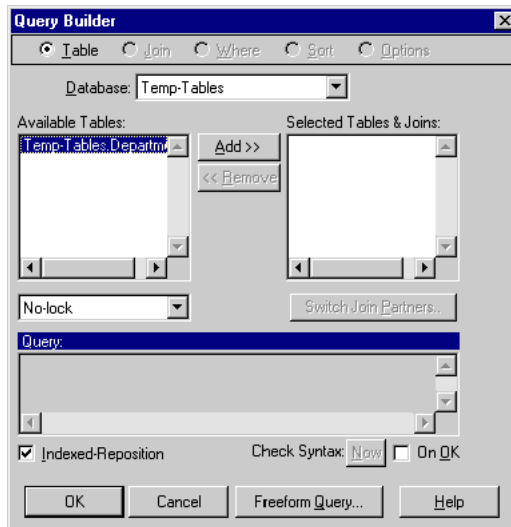 Query Builder
Table Join Where Sort Options
Database: Temp-Tables
Available Tables: Selected Tables & Joins:
Temp-Tables.Departme
Add >>
<< Remove
No-lock Switch Join Partners..
Query:
Indexed-Reposition Check Syntax: Now On OK
OK Cancel Freeform Query... Help